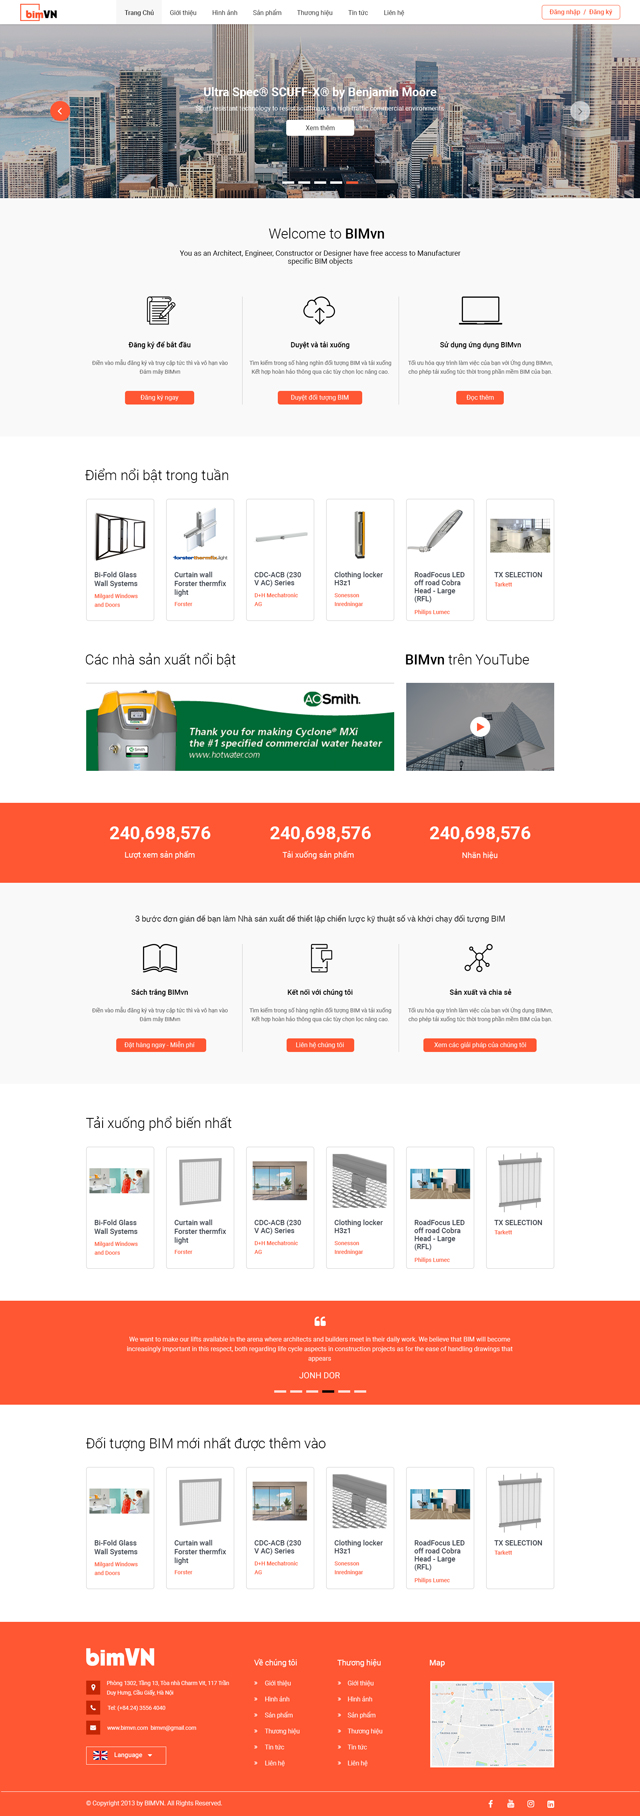 bimVN
Trang Chủ Giới thiệu Hình ảnh Sản phẩm Thương hiệu Tin tức Liên hệ
Đăng nhập / Đăng ký
Ultra Spec® SCUFF-X® by Benjamin Moore
Scuff-resistant technology to resist scuff marks in high-traffic commercial environments.
Xem thêm
Welcome to BIMvn
You as an Architect, Engineer, Constructor or Designer have free access to Manufacturer
specific BIM objects
Đăng ký để bắt đầu
Điền vào mẫu đăng ký và truy cập tức thì và vô hạn vào
Đám mây BIMvn
Đăng ký ngay
Duyệt và tải xuống
Tìm kiếm trong số hàng nghìn đối tượng BIM và tải xuống
Kết hợp hoàn hảo thông qua các tùy chọn lọc nâng cao.
Duyệt đối tượng BIM
Sử dụng ứng dụng BIMvn
Tối ưu hóa quy trình làm việc của bạn với Ứng dụng BIMvn,
cho phép tải xuống tức thời trong phần mềm BIM của bạn.
Đọc thêm
Điểm nổi bật trong tuần
Bi-Fold Glass
Wall Systems
Milgard Windows
and Doors
forsterthermfixlight
Curtain wall
Forster thermfix
light
Forster
CDC-ACB (230
V AC) Series
D+H Mechatronic
AG
Clothing locker
H3z1
Sonesson
Inredningar
RoadFocus LED
off road Cobra
Head - Large
(RFL)
Philips Lumec
TX SELECTION
Tarkett
Các nhà sản xuất nổi bật
AOSmith.
Thank you for making Cyclone® MXi
the #1 specified commercial water heater
www.hotwater.com
BIMvn trên YouTube
240,698,576
Lượt xem sản phẩm
240,698,576
Tải xuống sản phẩm
240,698,576
Nhãn hiệu
3 bước đơn giản để bạn làm Nhà sản xuất để thiết lập chiến lược kỹ thuật số và khởi chạy đối tượng BIM
Sách trắng BIMvn
Điền vào mẫu đăng ký và truy cập tức thì và vô hạn vào
Đám mây BIMvn
Đặt hàng ngay - Miễn phí
Kết nối với chúng tôi
Tìm kiếm trong số hàng nghìn đối tượng BIM và tải xuống
Kết hợp hoàn hảo thông qua các tùy chọn lọc nâng cao.
Liên hệ chúng tôi
Sản xuất và chia sẻ
Tối ưu hóa quy trình làm việc của bạn với Ứng dụng BIMvn,
cho phép tải xuống tức thời trong phần mềm BIM của bạn.
Xem các giải pháp của chúng tôi
Tải xuống phổ biến nhất
Bi-Fold Glass
Wall Systems
Milgard Windows
and Doors
Curtain wall
Forster thermfix
light
Forster
CDC-ACB (230
V AC) Series
D+H Mechatronic
AG
Clothing locker
H3z1
Sonesson
Inredningar
RoadFocus LED
off road Cobra
Head - Large
(RFL)
Philips Lumec
TX SELECTION
Tarkett
We want to make our lifts available in the arena where architects and builders meet in their daily work. We believe that BIM will become
increasingly important in this respect, both regarding life cycle aspects in construction projects as for the ease of handling drawings that
appears
JONH DOR
Đối tượng BIM mới nhất được thêm vào
Bi-Fold Glass
Wall Systems
Milgard Windows
and Doors
Curtain wall
Forster thermfix
light
Forster
CDC-ACB (230
V AC) Series
D+H Mechatronic
AG
Clothing locker
H3z1
Sonesson
Inredningar
RoadFocus LED
off road Cobra
Head - Large
(RFL)
Philips Lumec
TX SELECTION
Tarkett
bimVN
Phòng 1302, Tầng 13, Tòa nhà Charm Vit, 117 Trần
Duy Hưng, Cầu Giấy, Hà Nội
Tel: (+84.24) 3556 4040
www.bimvn.com bimvn@gmail.com
Language
Về chúng tôi
Giới thiệu
Hình ảnh
Sản phẩm
Thương hiệu
Tin tức
Liên hệ
Thương hiệu
Giới thiệu
Hình ảnh
Sản phẩm
Thương hiệu
Tin tức
Liên hệ
Map
© Copyright 2013 by BIMVN. All Rights Reserved.